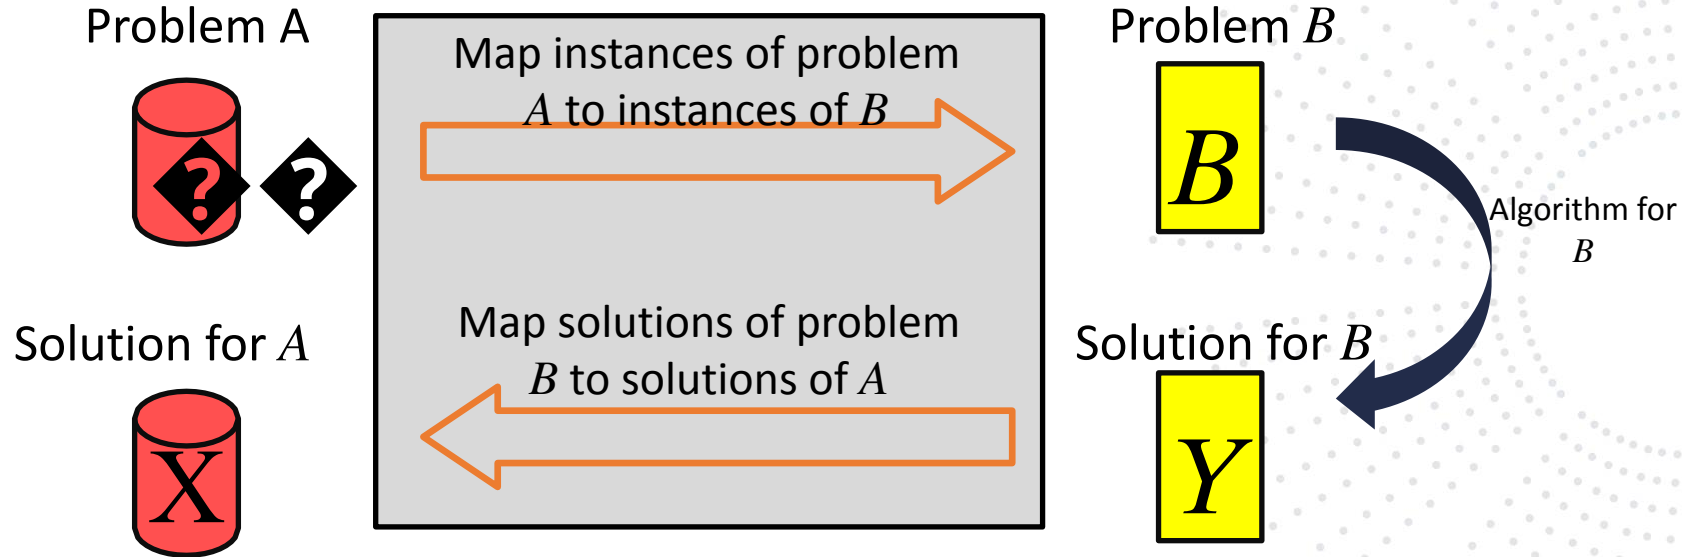 Problem A
Map instances of problem
A to instances of B
Problem B
��
B
Algorithm for
B
Solution for A
Map solutions of problem
B to solutions of A
Solution for B
X
Y